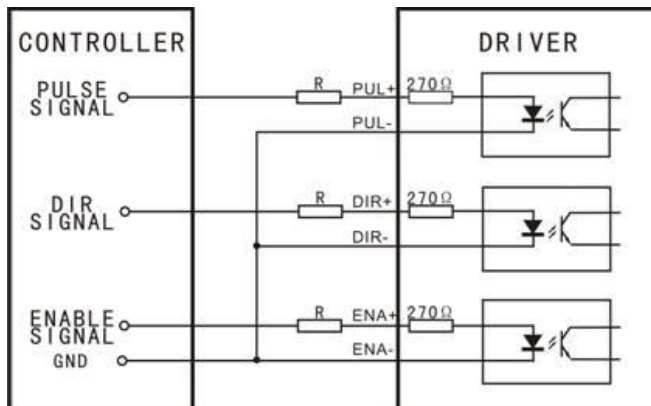 CONTROLLER
DRIVER
PULSE
SIGNAL
R
PUL+
270Ω
PUL-
DIR
SIGNAL
R
DIR+
270Ω
DIR-
ENABLE
SIGNAL
R
ENA+
270Ω
GND
ENA-